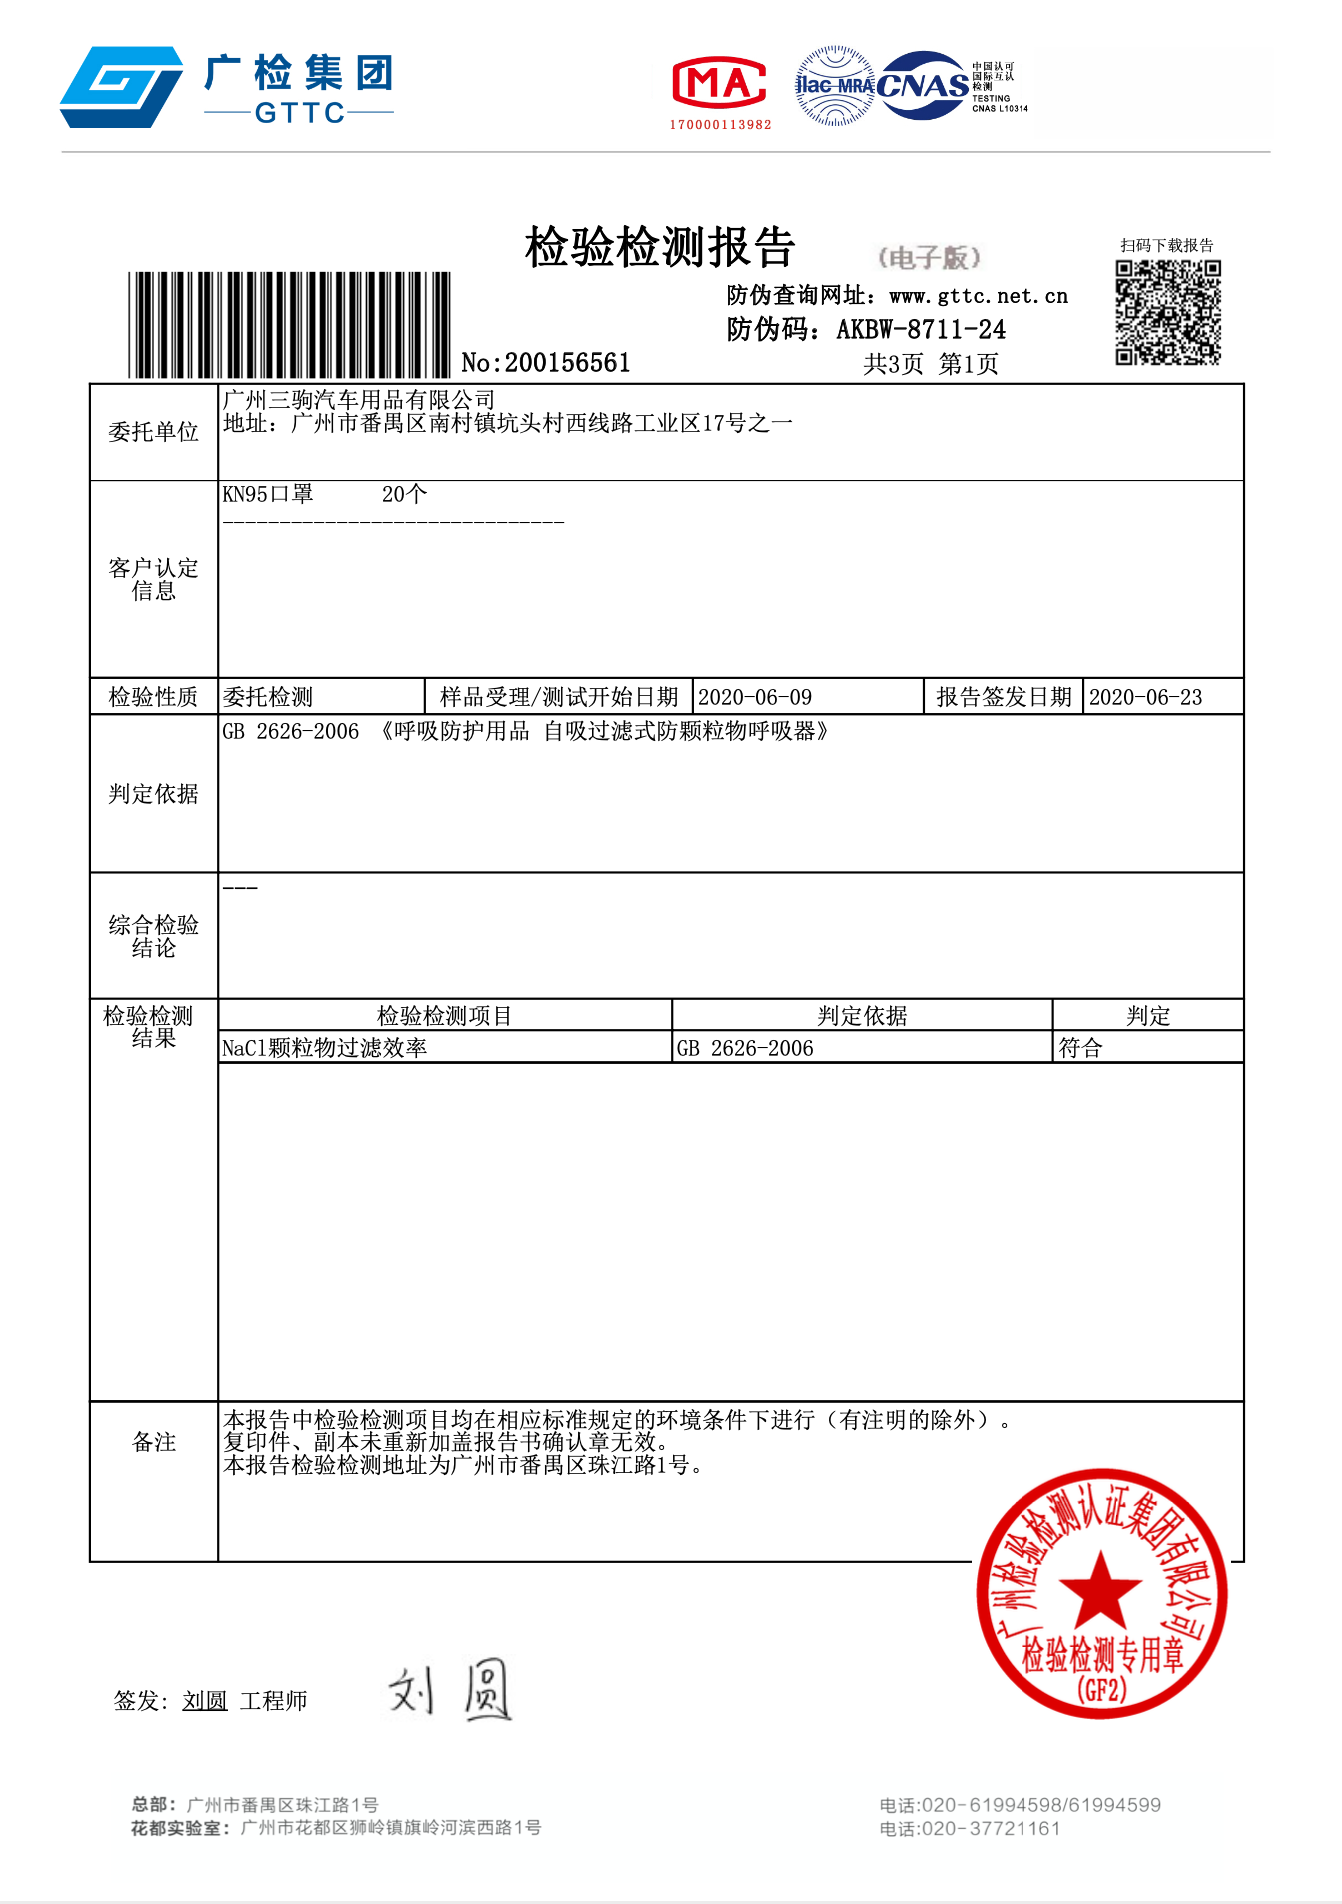 广检集团
GTTC
MA
170000113982
ilac-MRA
CNAS
中国认可
国际互认
检测
TESTING
CNAS L10314
检验检测报告
(电子版)
扫码下载报告
防伪查询网址：www.gttc.net.cn
防伪码：AKBW-8711-24
No:200156561
共3页 第1页
委托单位
广州三驹汽车用品有限公司
地址：广州市番禺区南村镇坑头村西线路工业区17号之一
客户认定
信息
KN95口罩 20个
------------------------------
检验性质 委托检测 样品受理/测试开始日期 2020-06-09 报告签发日期 2020-06-23
判定依据
GB 2626-2006 《呼吸防护用品 自吸过滤式防颗粒物呼吸器》
综合检验
结论
---
检验检测
结果
检验检测项目 判定依据 判定
NaCl颗粒物过滤效率 GB 2626-2006 符合
备注
本报告中检验检测项目均在相应标准规定的环境条件下进行（有注明的除外）。
复印件、副本未重新加盖报告书确认章无效。
本报告检验检测地址为广州市番禺区珠江路1号。
广州检验检测认证集团有限公司
检验检测专用章
(GF2)
签发：刘圆 工程师
刘圆
总部：广州市番禺区珠江路1号
花都实验室：广州市花都区狮岭镇旗岭河滨西路1号
电话:020-61994598/61994599
电话:020-37721161